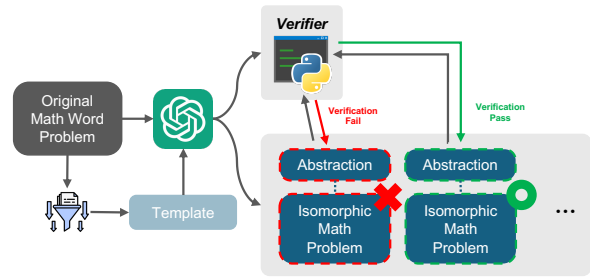 Verifier
Original
Math Word
Problem
Verification
Fail
Verification
Pass
Template
Abstraction
Isomorphic
Math
Problem
Abstraction
Isomorphic
Math
Problem
...